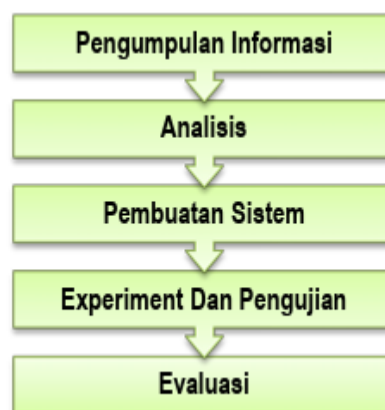 Pengumpulan Informasi
Analisis
Pembuatan Sistem
Experiment Dan Pengujian
Evaluasi